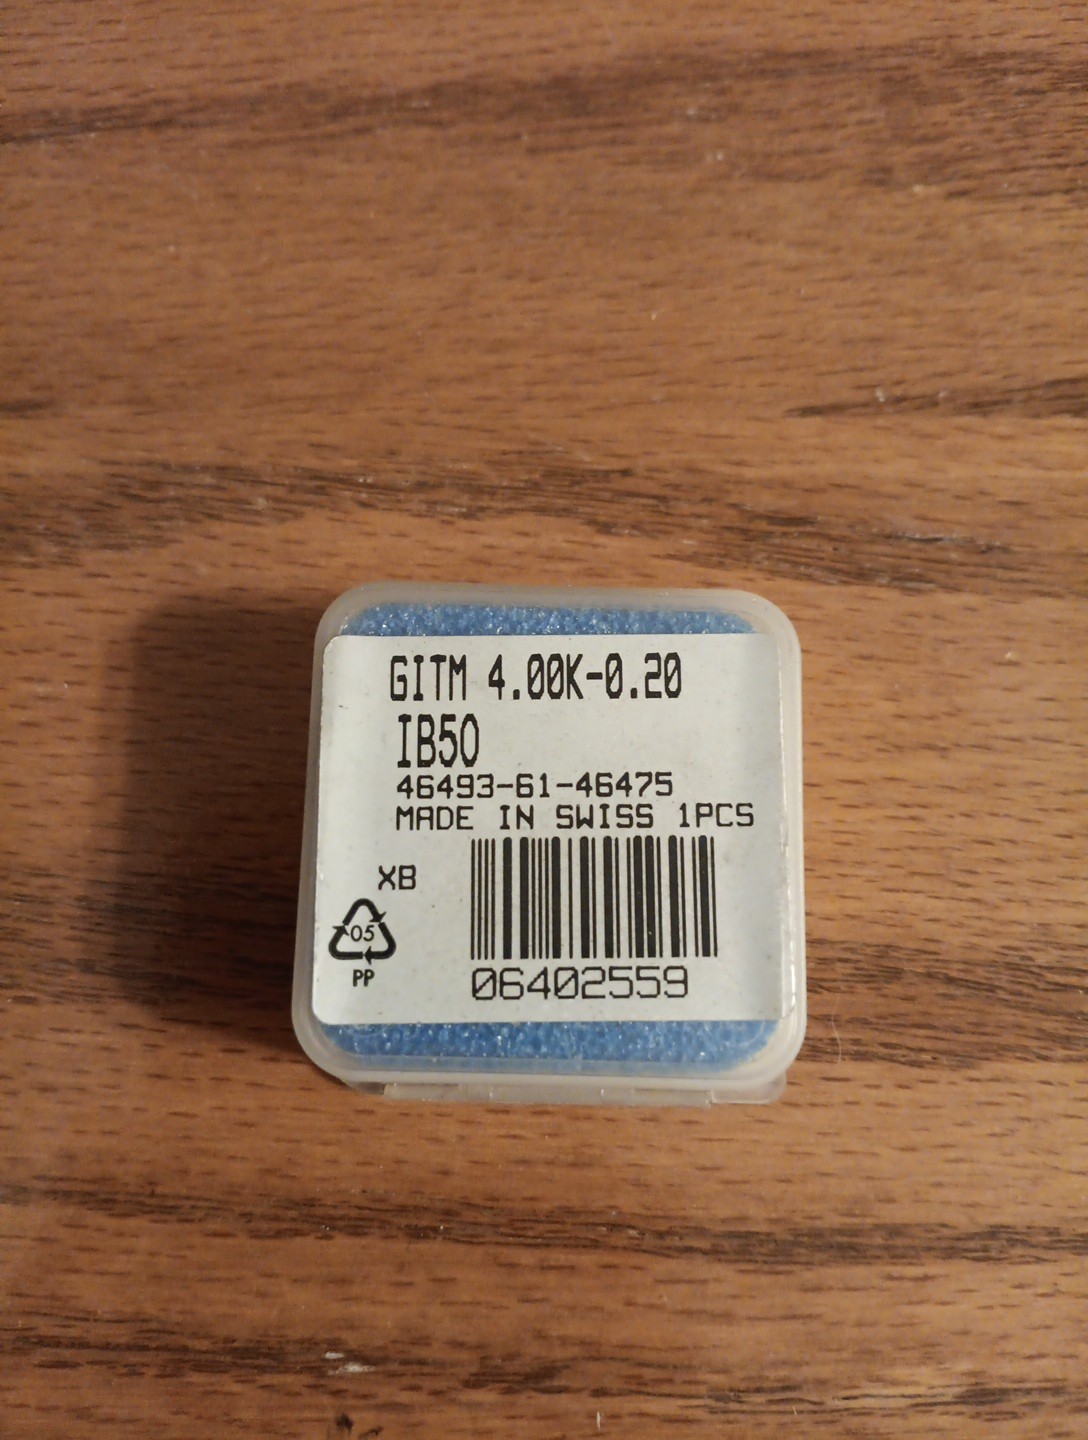 GITM 4.00K-0.20
IB50
46493-61-46475
MADE IN SWISS 1PCS
XB
05
PP
06402559